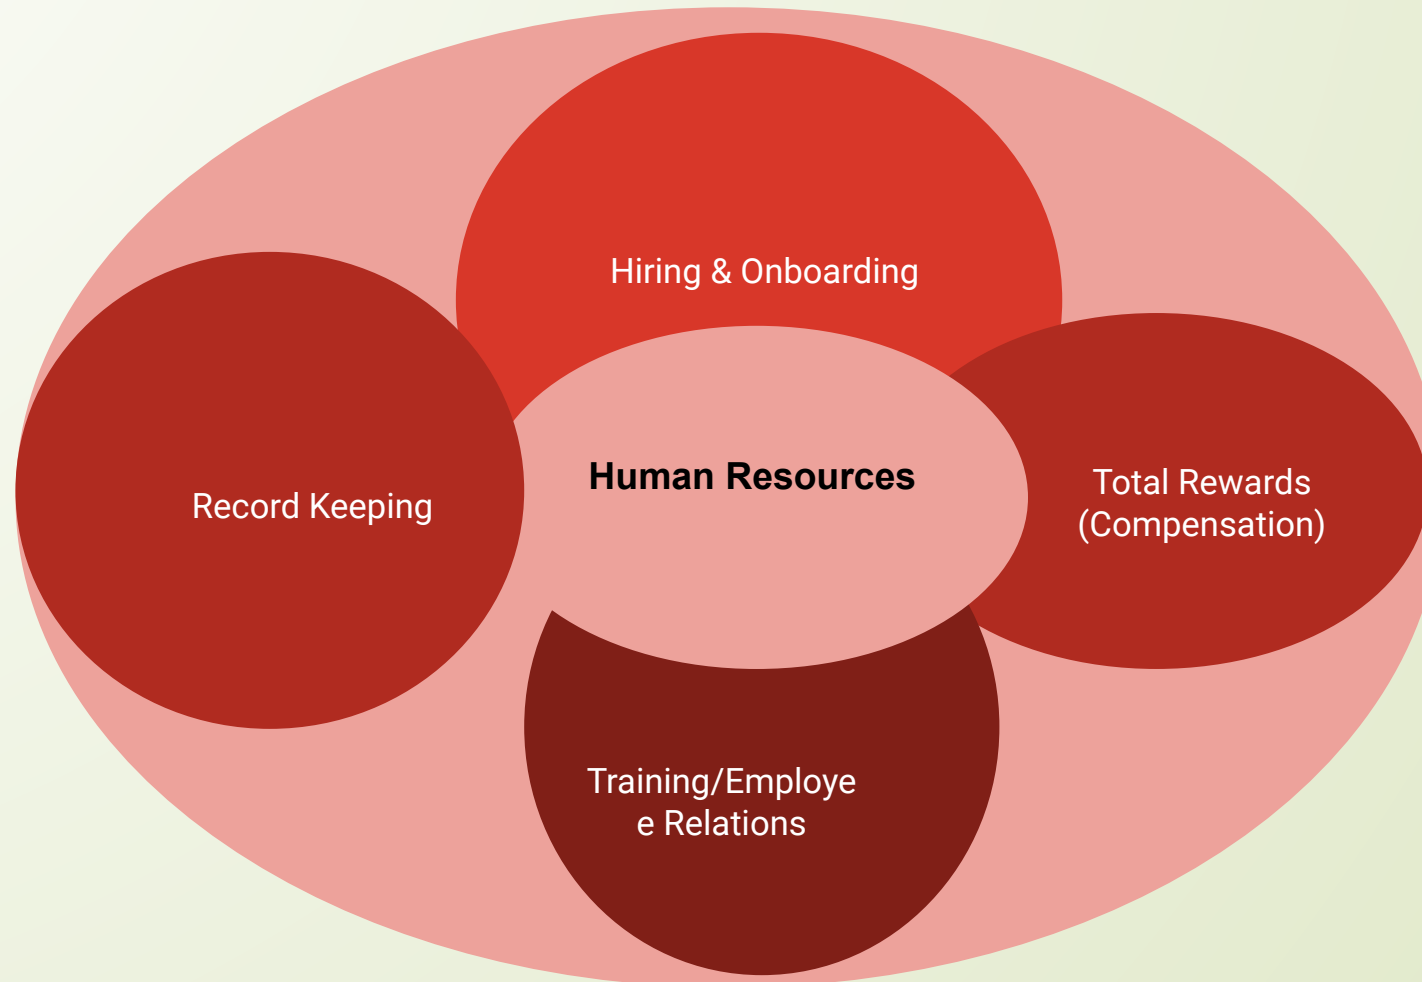 Hiring & Onboarding
Human Resources
Record Keeping
Total Rewards
(Compensation)
Training/Employe
e Relations